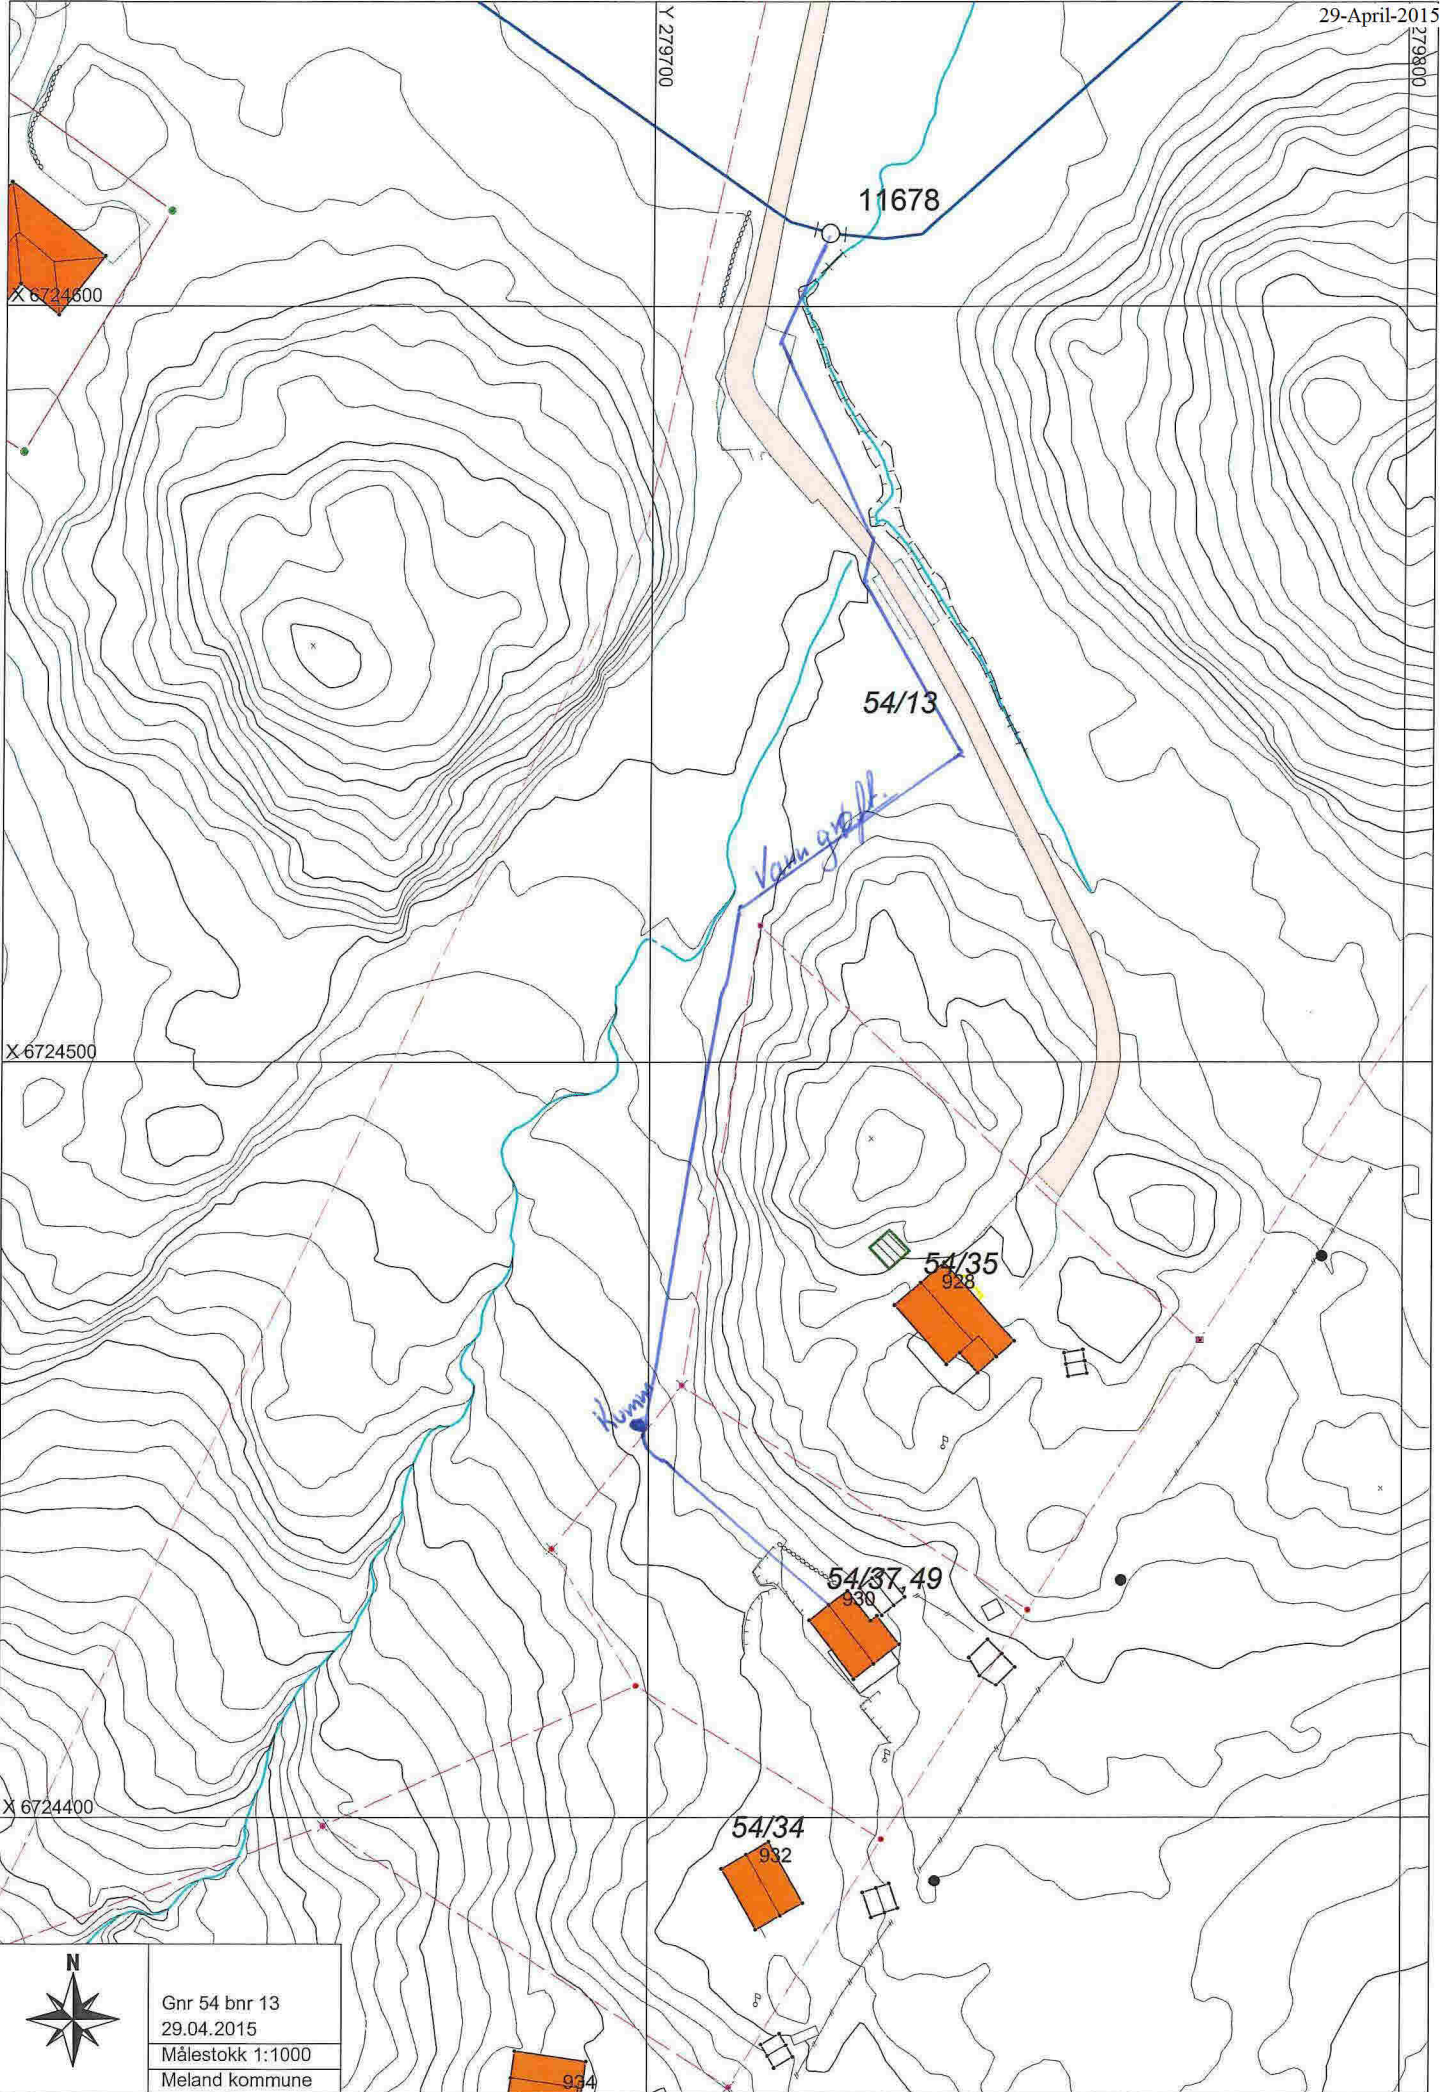 29-April-2015
Y 279700
279800
11678
X 6724600
54/13
Vann grøft.
X 6724500
54/35
928
Kumm
54/37,49
930
X 6724400
54/34
932
N
Gnr 54 bnr 13
29.04.2015
Målestokk 1:1000
Meland kommune
934